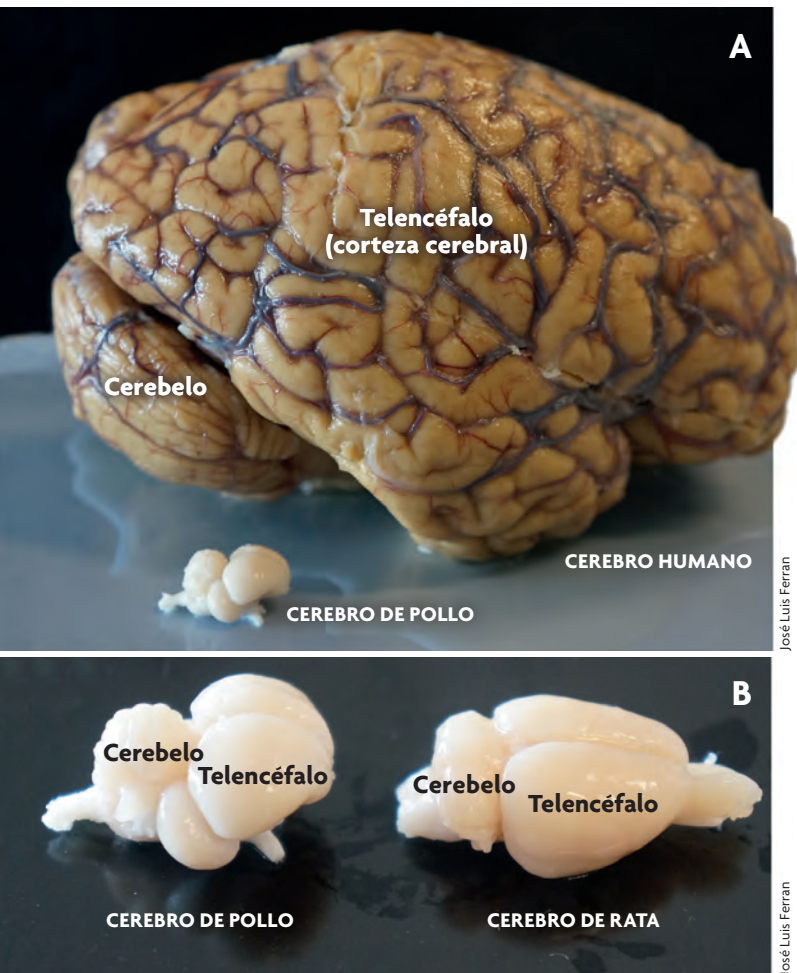 A
Telencéfalo
(corteza cerebral)
Cerebelo
CEREBRO HUMANO
CEREBRO DE POLLO
José Luis Ferran
B
Cerebelo
Telencéfalo
Cerebelo
Telencéfalo
CEREBRO DE POLLO
CEREBRO DE RATA
José Luis Ferran